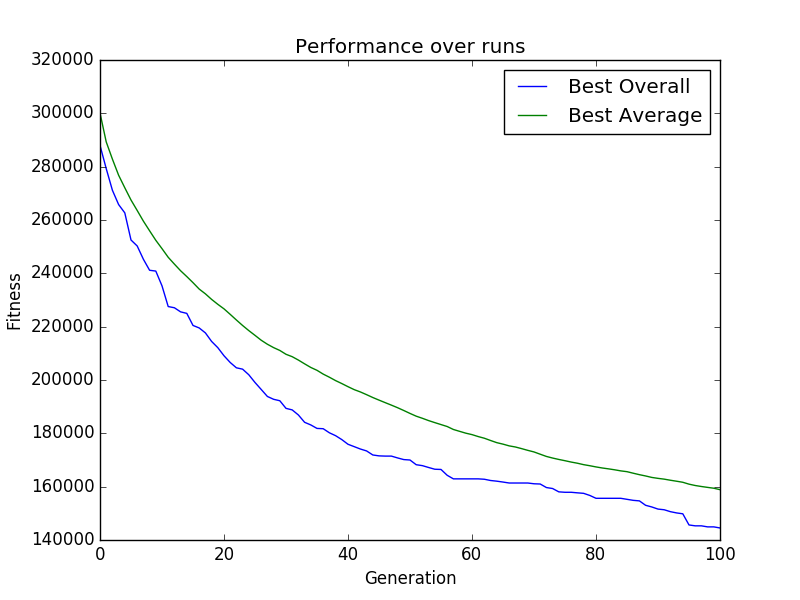 Performance over runs
Best Overall
Best Average
Fitness
320000
300000
280000
260000
240000
220000
200000
180000
160000
140000
0 20 40 60 80 100
Generation